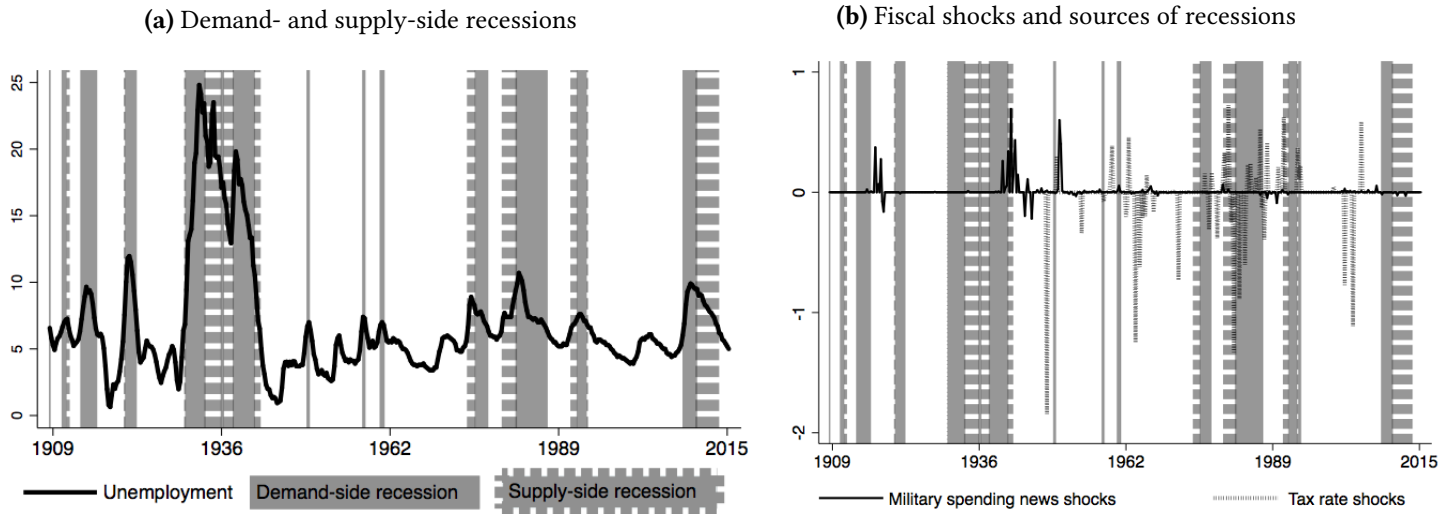 (a) Demand- and supply-side recessions
25
20
15
10
5
0
1909 1936 1962 1989 2015
Unemployment Demand-side recession Supply-side recession
(b) Fiscal shocks and sources of recessions
1
0
-1
-2
1909 1936 1962 1989 2015
Military spending news shocks Tax rate shocks